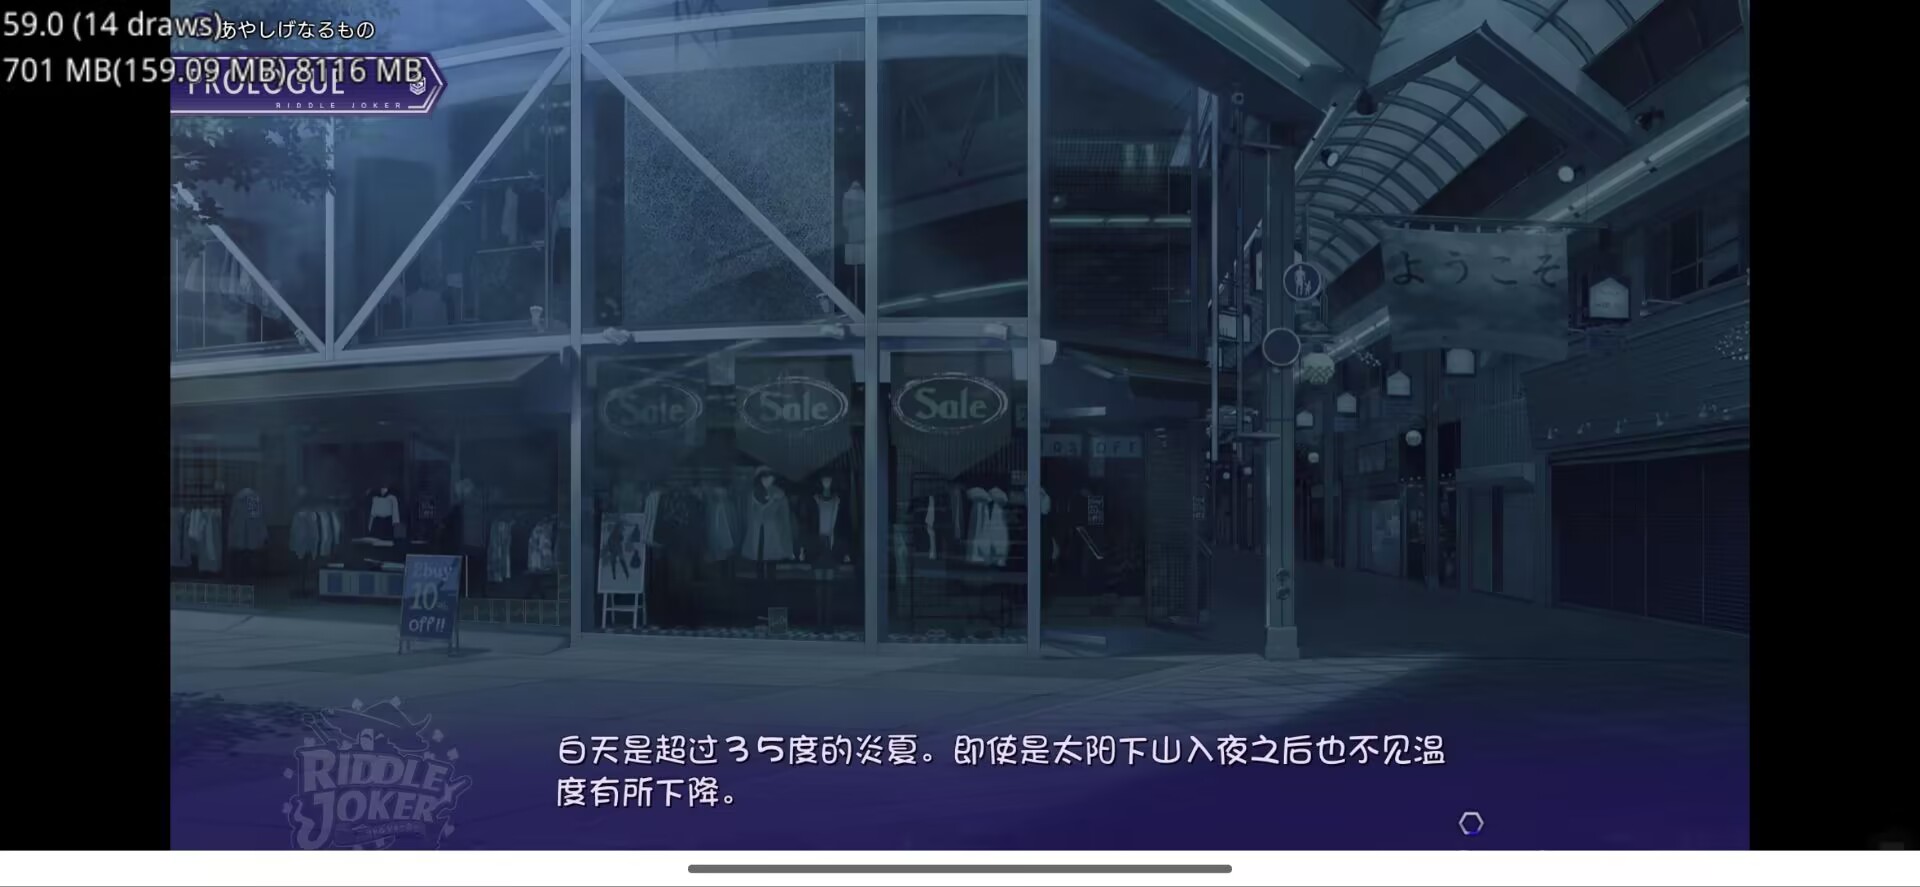 59.0 (14 draws)
あやしげなるもの
701 MB(159.09 MB) 8116 MB
PROLOGUE
RIDDLE JOKER
ようこそ
Sale
Sale
Sale
2buy
10
off!!
白天是超过３５度的炎夏。即使是太阳下山入夜之后也不见温
度有所下降。
RIDDLE
JOKER